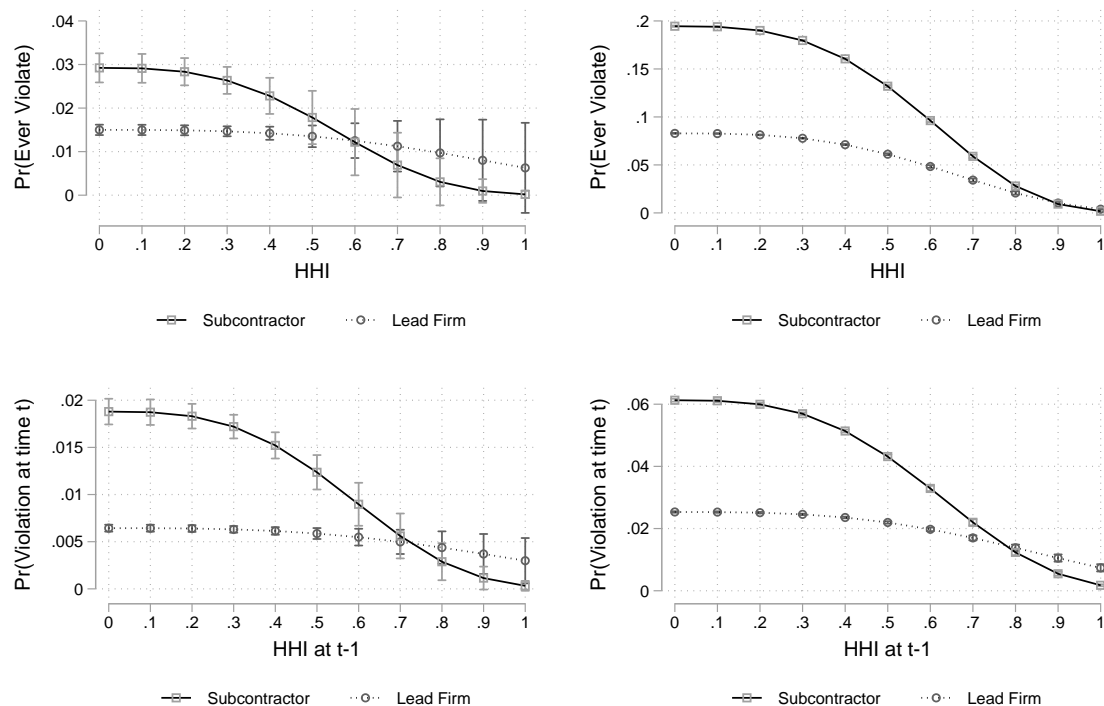 Pr(Ever Violate)
.04
.03
.02
.01
0
0 .1 .2 .3 .4 .5 .6 .7 .8 .9 1
HHI
Subcontractor Lead Firm
Pr(Ever Violate)
.2
.15
.1
.05
0
0 .1 .2 .3 .4 .5 .6 .7 .8 .9 1
HHI
Subcontractor Lead Firm
Pr(Violation at time t)
.02
.015
.01
.005
0
0 .1 .2 .3 .4 .5 .6 .7 .8 .9 1
HHI at t-1
Subcontractor Lead Firm
Pr(Violation at time t)
.06
.04
.02
0
0 .1 .2 .3 .4 .5 .6 .7 .8 .9 1
HHI at t-1
Subcontractor Lead Firm